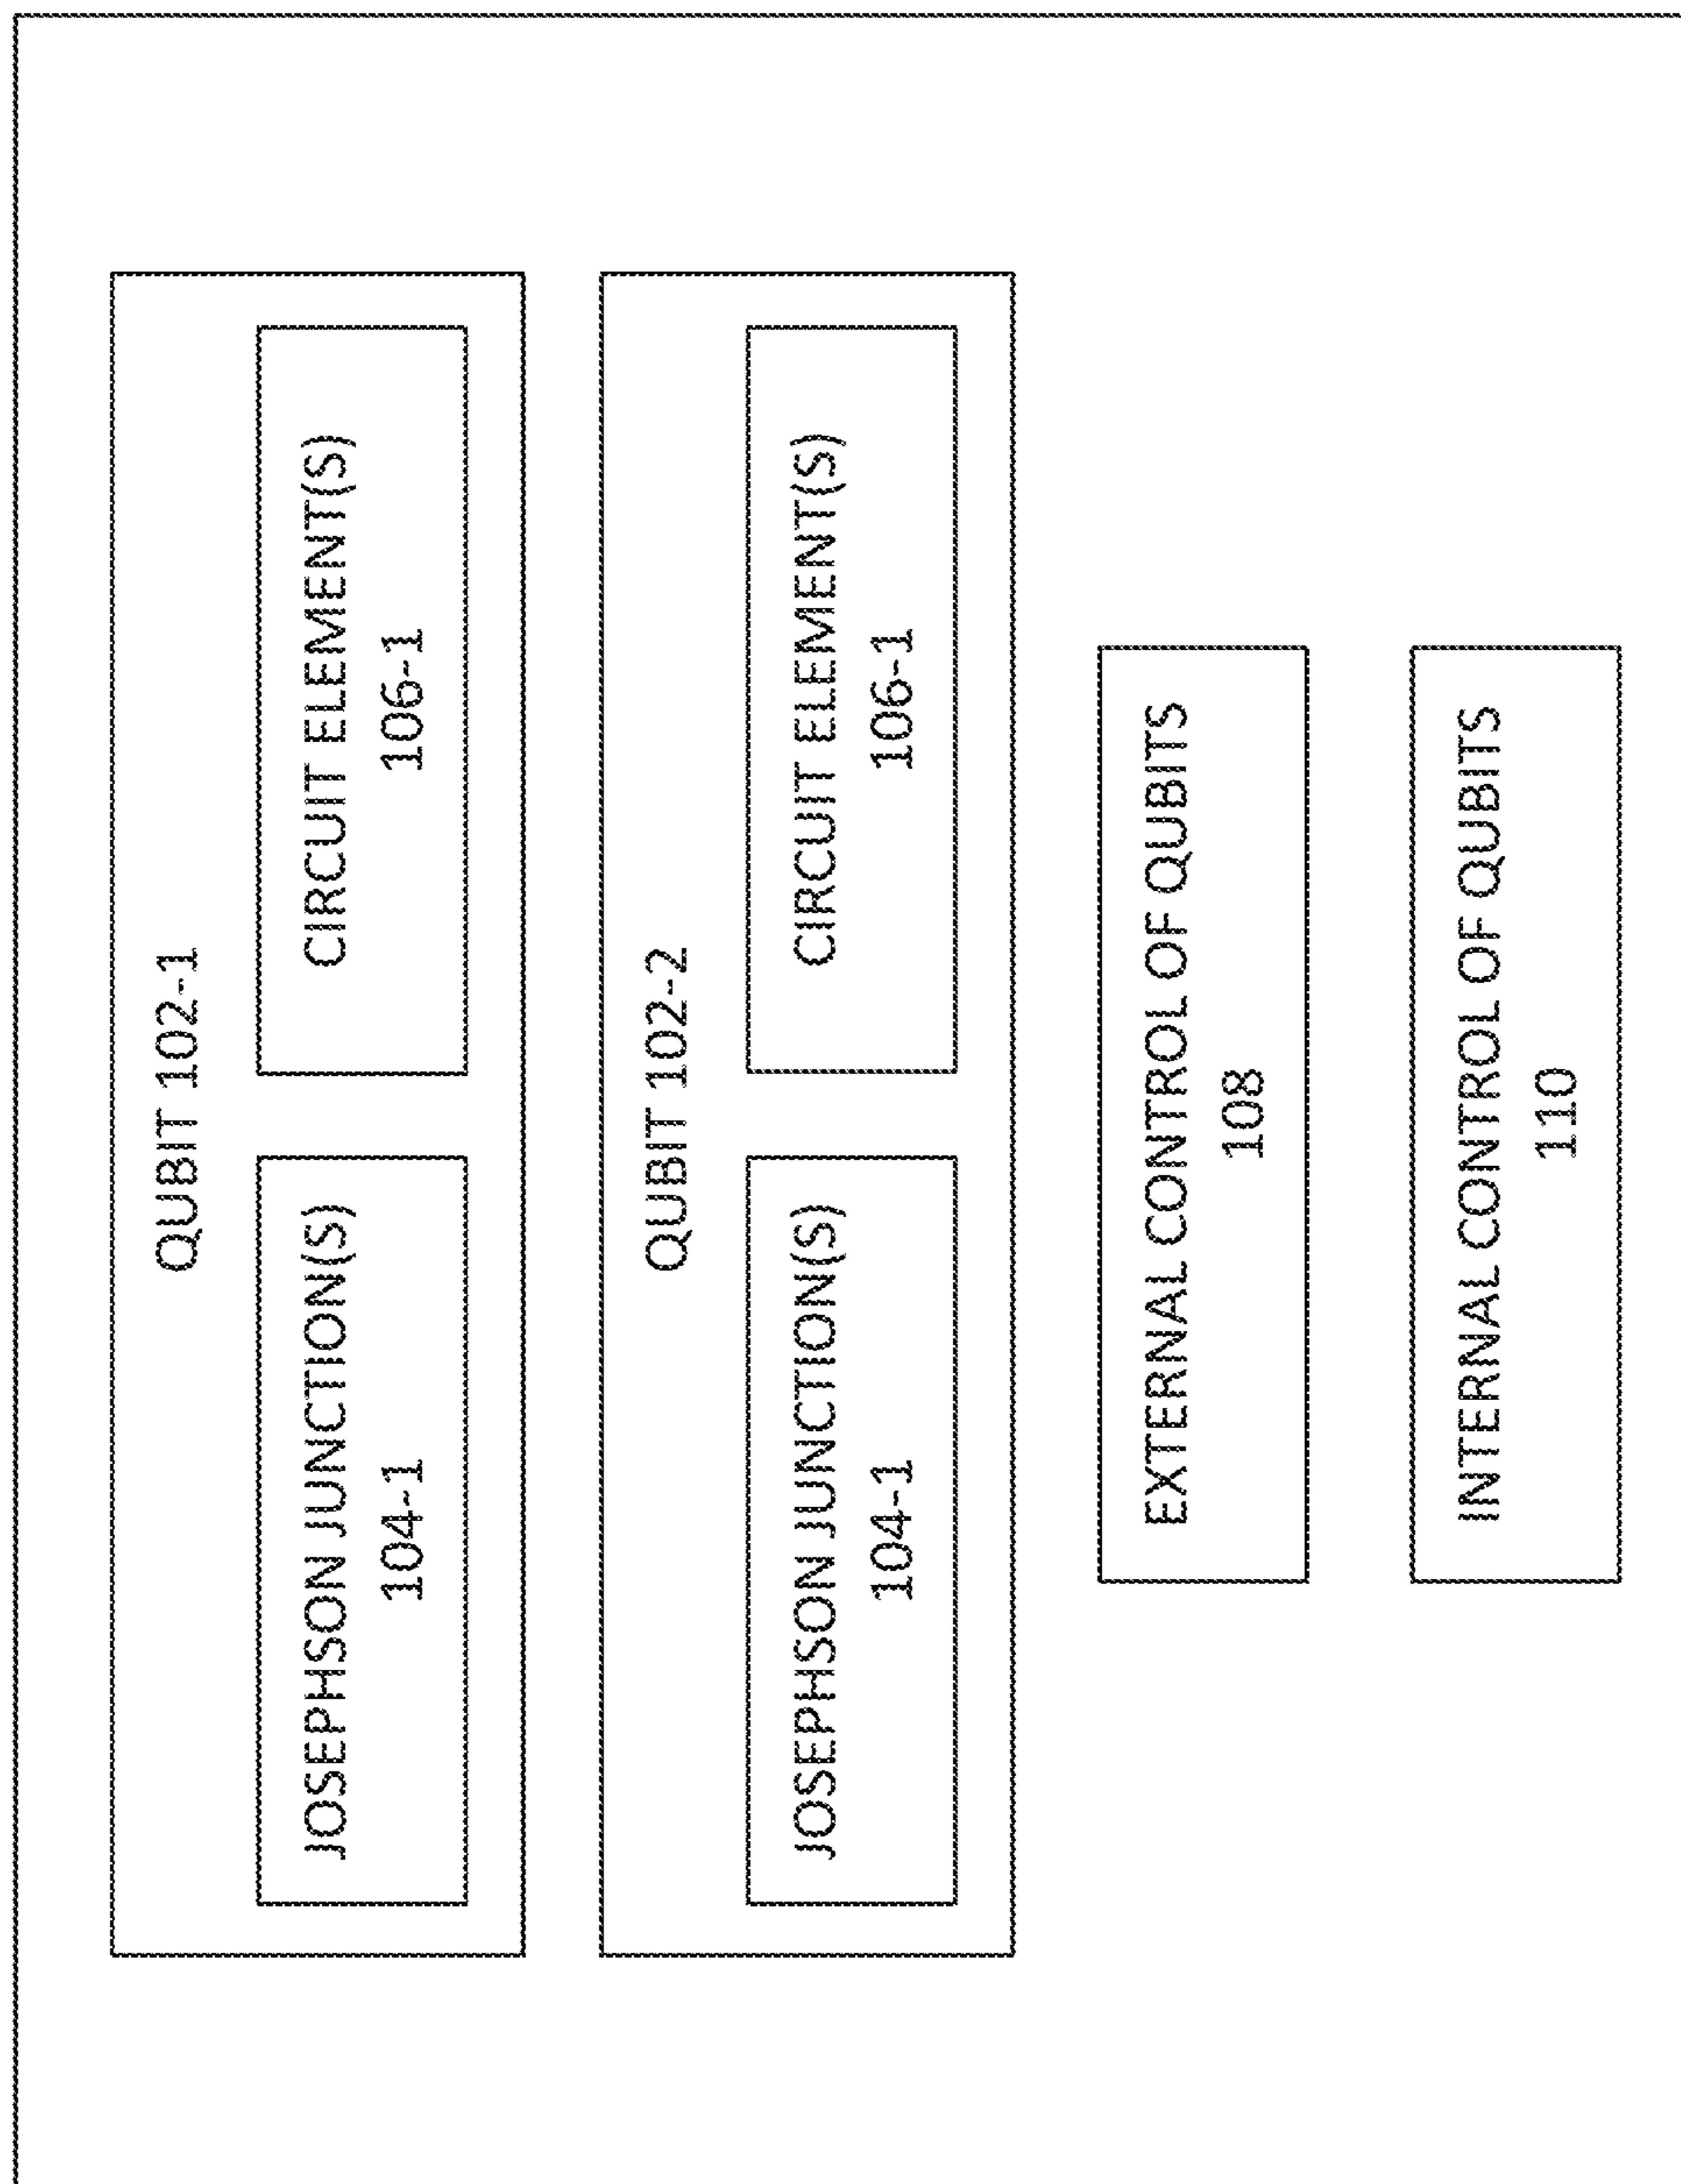 QUBIT 102-1
JOSEPHSON JUNCTION(S)
104-1
CIRCUIT ELEMENT(S)
106-1
QUBIT 102-2
JOSEPHSON JUNCTION(S)
104-1
CIRCUIT ELEMENT(S)
106-1
EXTERNAL CONTROL OF QUBITS
108
INTERNAL CONTROL OF QUBITS
110